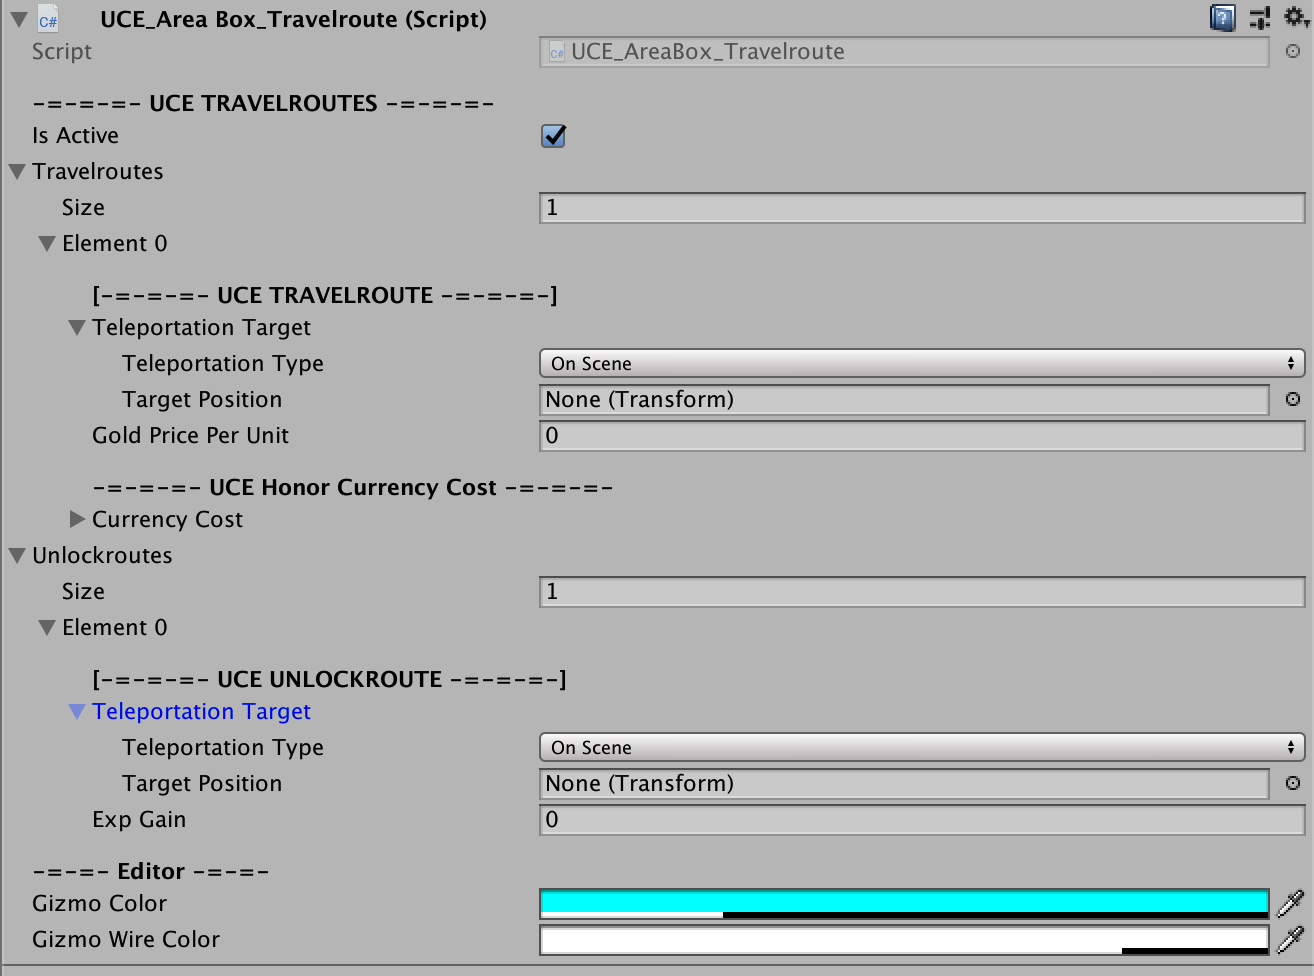 C# UCE_Area Box_Travelroute (Script) ?
Script C# UCE_AreaBox_Travelroute
-=-=-=- UCE TRAVELROUTES -=-=-=-
Is Active
Travelroutes
Size 1
Element 0
[-=-=-=- UCE TRAVELROUTE -=-=-=-]
Teleportation Target
Teleportation Type On Scene
Target Position None (Transform)
Gold Price Per Unit 0
-=-=-=- UCE Honor Currency Cost -=-=-=-
Currency Cost
Unlockroutes
Size 1
Element 0
[-=-=-=- UCE UNLOCKROUTE -=-=-=-]
Teleportation Target
Teleportation Type On Scene
Target Position None (Transform)
Exp Gain 0
-=-=- Editor -=-=-
Gizmo Color
Gizmo Wire Color